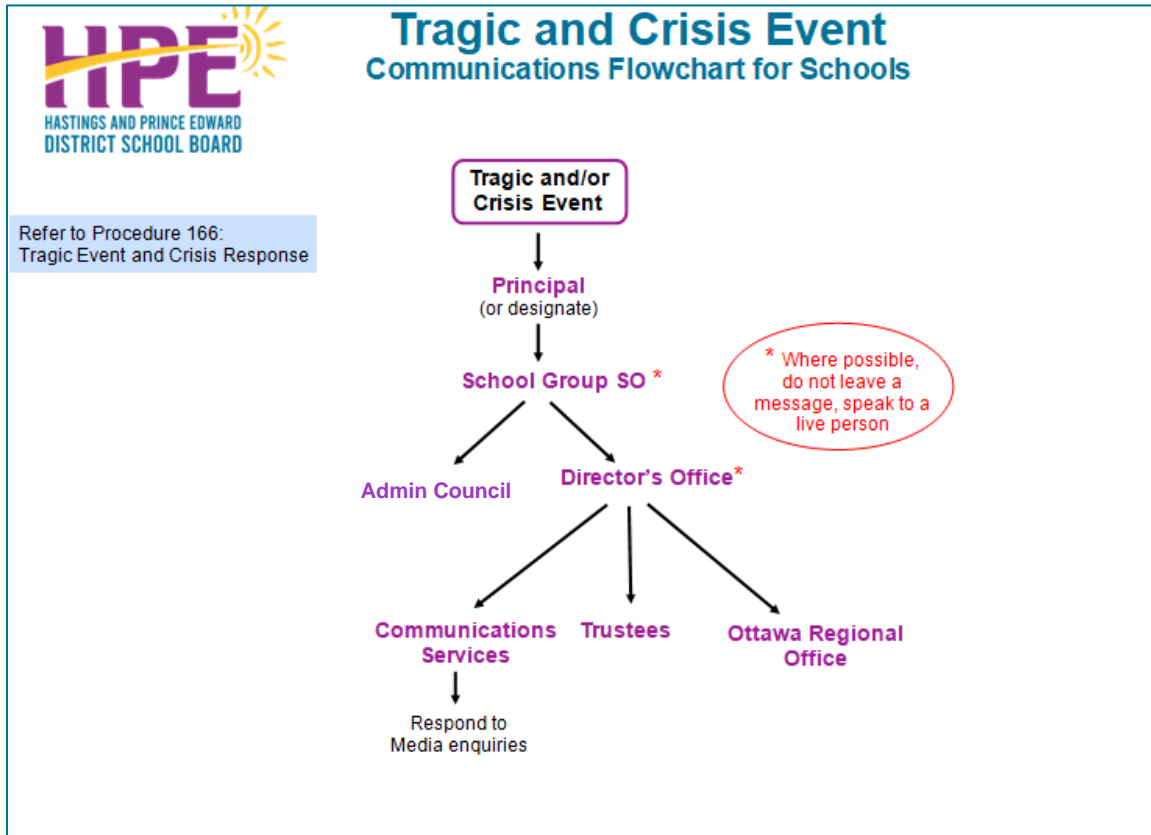 HPE
HASTINGS AND PRINCE EDWARD
DISTRICT SCHOOL BOARD
Tragic and Crisis Event
Communications Flowchart for Schools
Refer to Procedure 166:
Tragic Event and Crisis Response
Tragic and/or
Crisis Event
Principal
(or designate)
School Group SO *
* Where possible,
do not leave a
message, speak to a
live person
Admin Council
Director's Office*
Communications
Services
Trustees
Ottawa Regional
Office
Respond to
Media enquiries